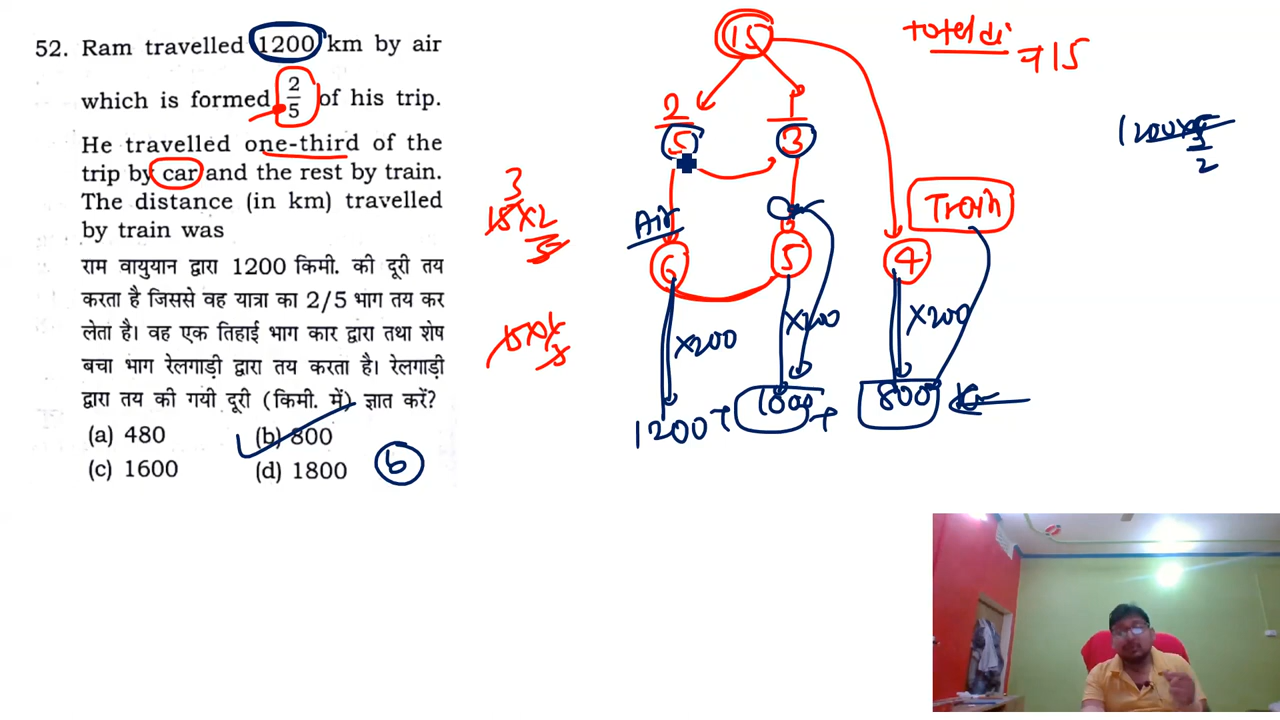 52. Ram travelled 1200 km by air
which is formed 2/5 of his trip.
He travelled one-third of the
trip by car and the rest by train.
The distance (in km) travelled
by train was
राम वायुयान द्वारा 1200 किमी. की दूरी तय
करता है जिससे वह यात्रा का 2/5 भाग तय कर
लेता है। वह एक तिहाई भाग कार द्वारा तथा शेष
बचा भाग रेलगाड़ी द्वारा तय करता है। रेलगाड़ी
द्वारा तय की गयी दूरी (किमी. में) ज्ञात करें?
(a) 480 (b) 800
(c) 1600 (d) 1800
b
15
2/5 1/3
Air
Train
6 5 4
×200 ×200 ×200
1200 + 1000 + 800
15×2
5
3